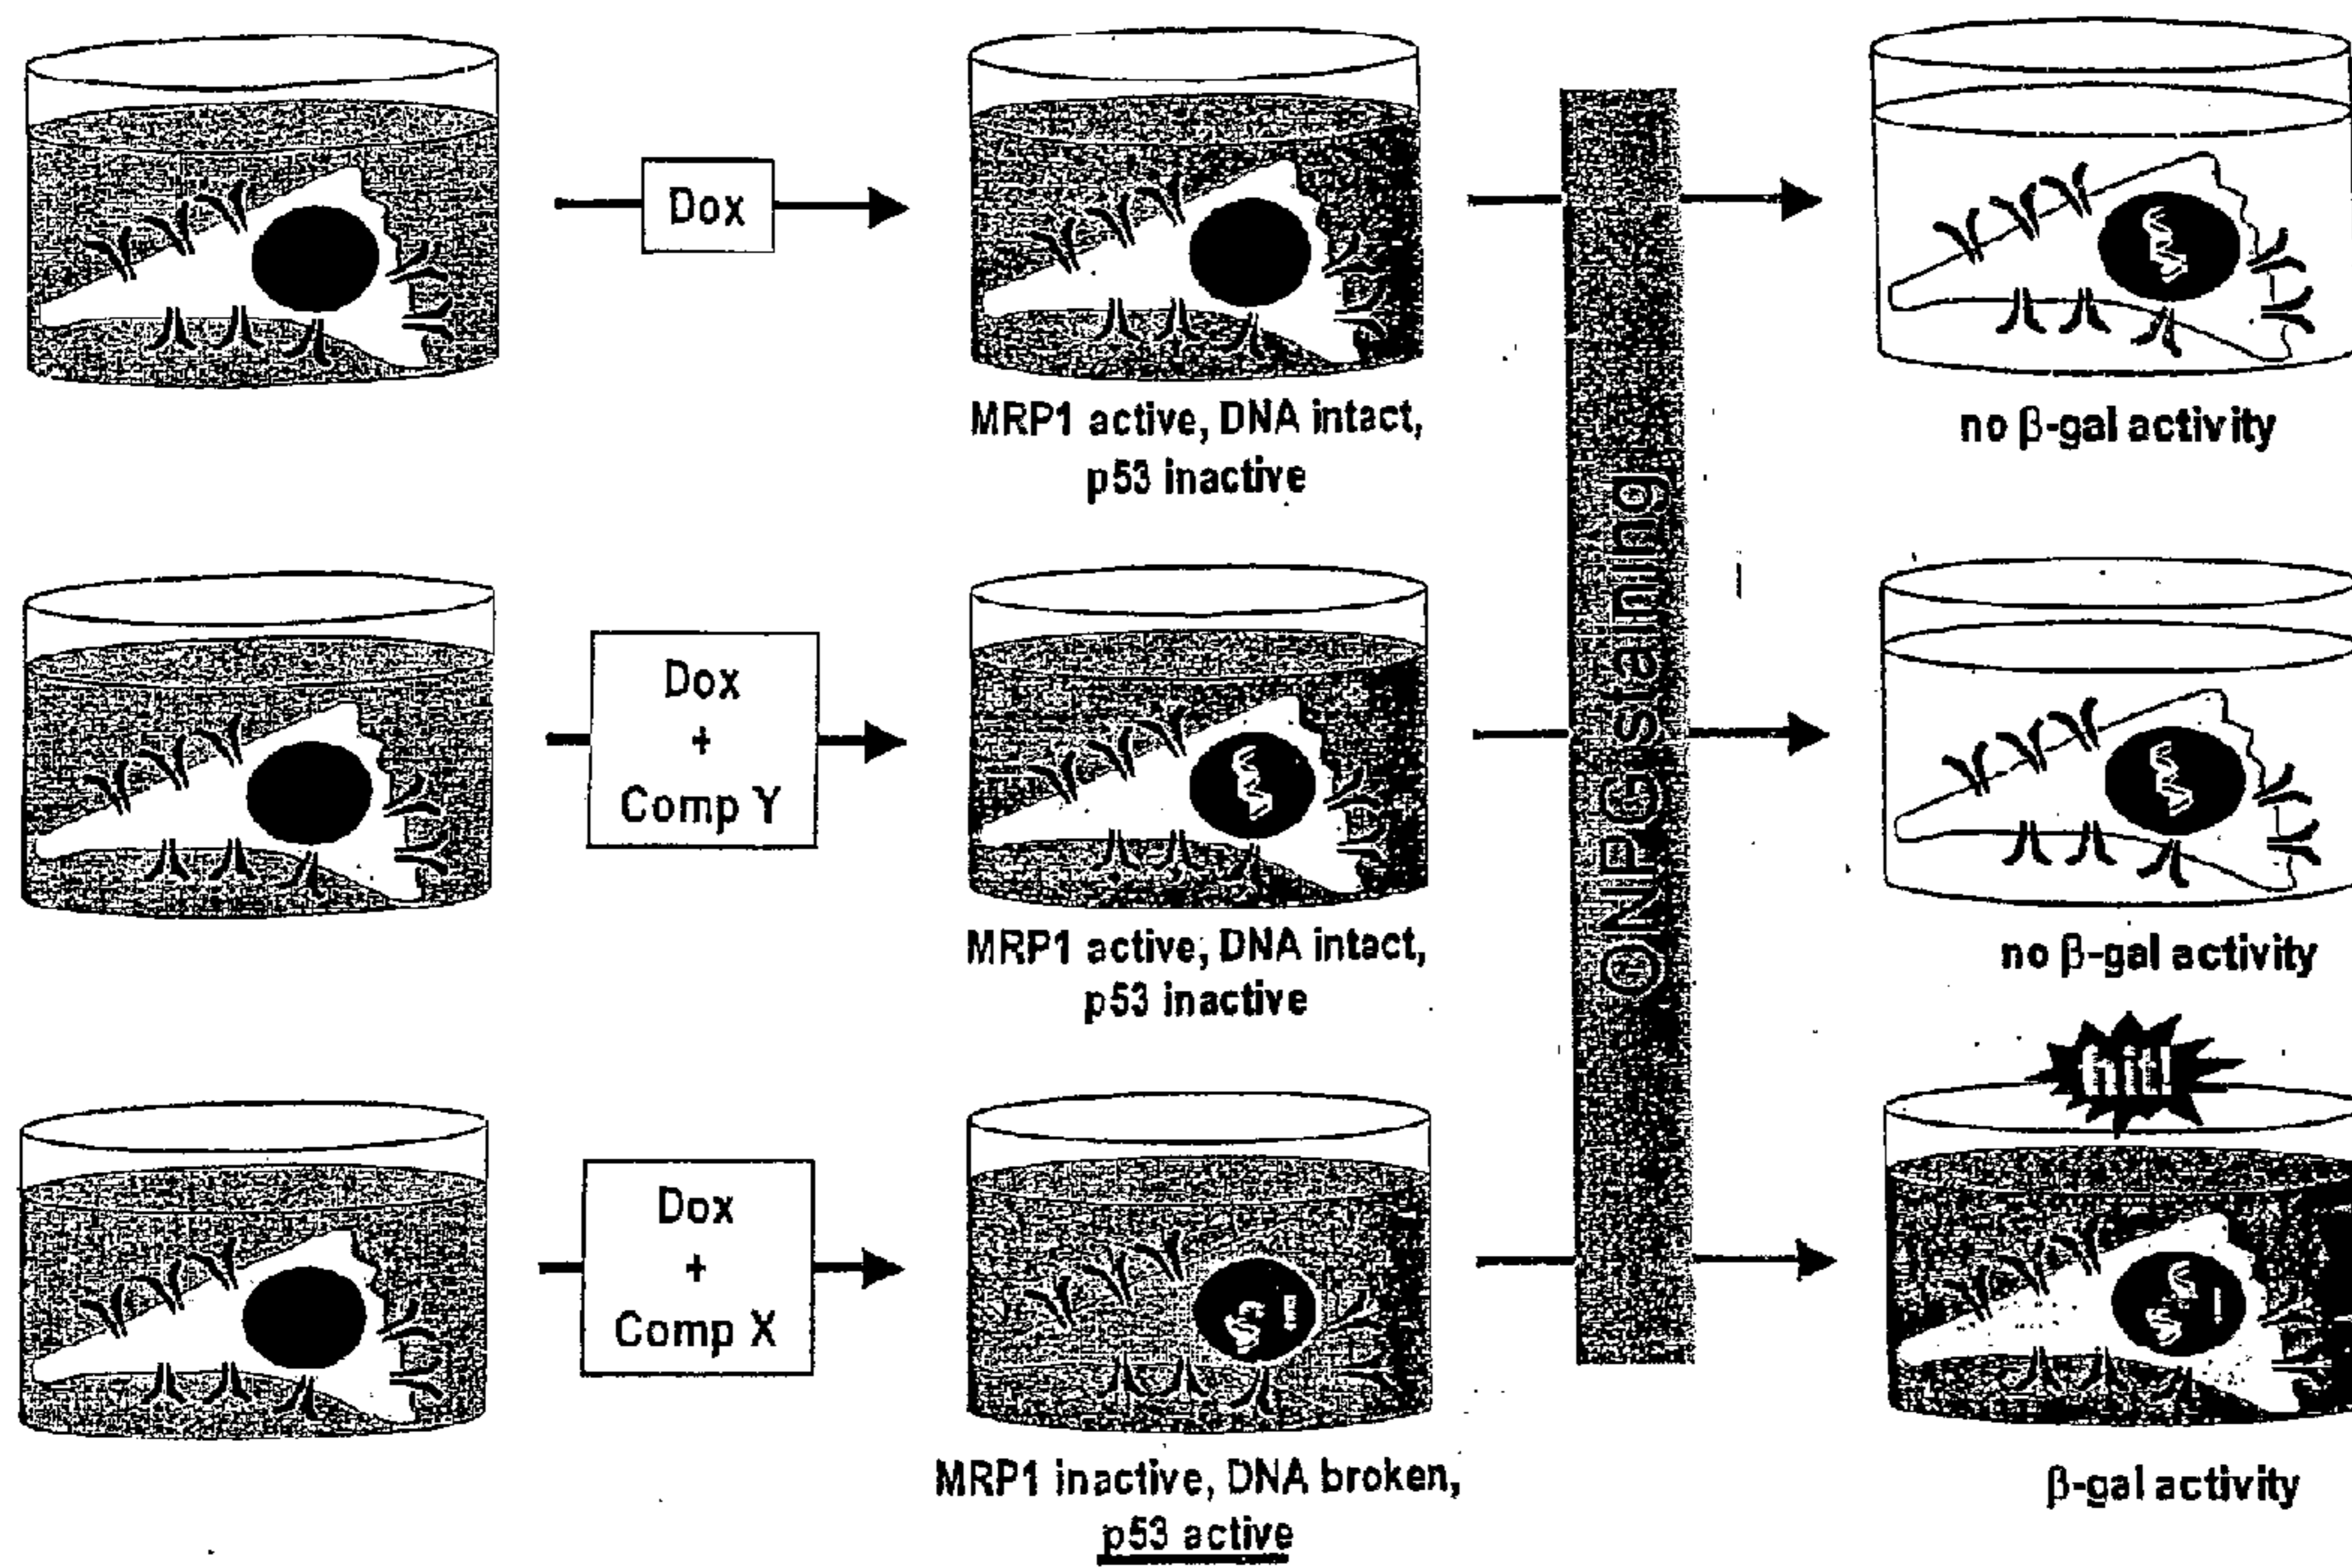 Dox
MRP1 active, DNA intact,
p53 inactive
no β-gal activity
Dox
+
Comp Y
MRP1 active, DNA intact,
p53 inactive
ONPG staining
no β-gal activity
hit!
Dox
+
Comp X
MRP1 inactive, DNA broken,
p53 active
β-gal activity